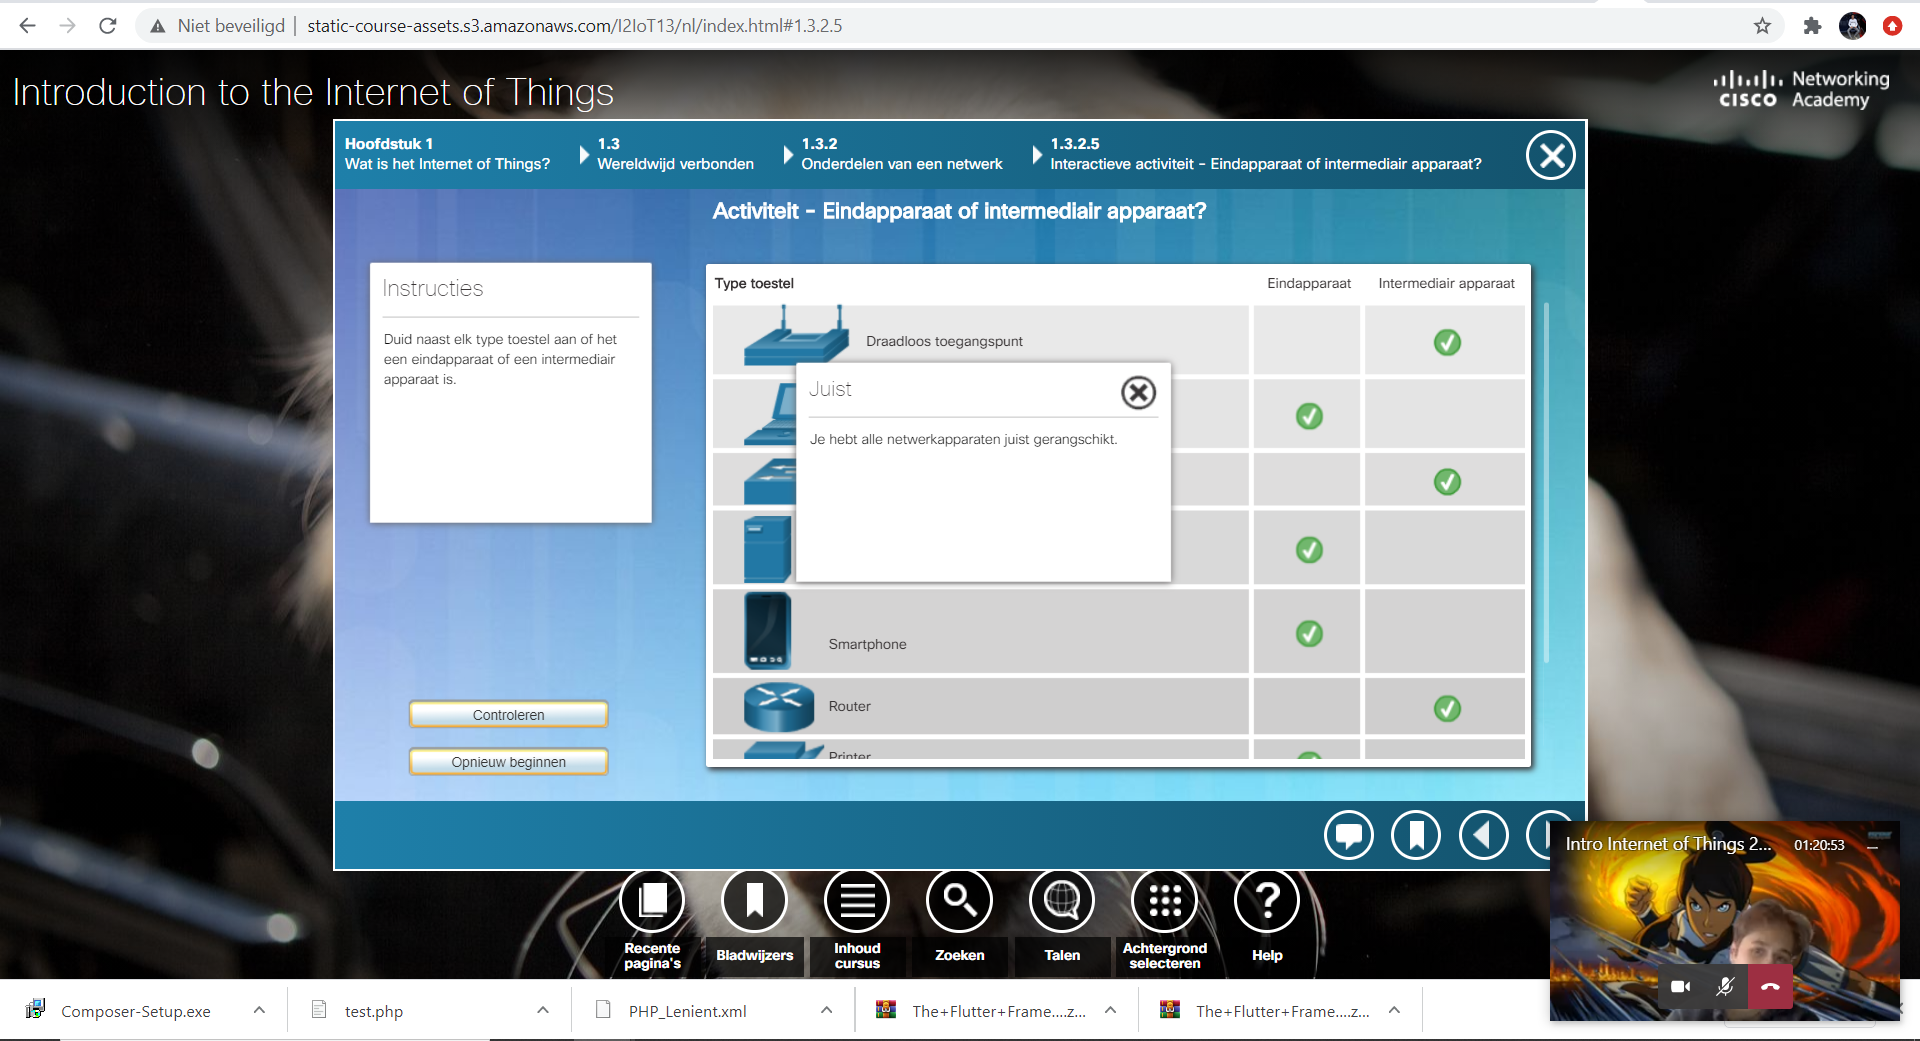 Niet beveiligd | static-course-assets.s3.amazonaws.com/I2IoT13/nl/index.html#1.3.2.5
Introduction to the Internet of Things
CISCO Networking Academy
Hoofdstuk 1
Wat is het Internet of Things?
1.3
Wereldwijd verbonden
1.3.2
Onderdelen van een netwerk
1.3.2.5
Interactieve activiteit - Eindapparaat of intermediair apparaat?
Activiteit - Eindapparaat of intermediair apparaat?
Instructies
Duid naast elk type toestel aan of het
een eindapparaat of een intermediair
apparaat is.
Controleren
Opnieuw beginnen
Type toestel Eindapparaat Intermediair apparaat
Draadloos toegangspunt
Juist
Je hebt alle netwerkapparaten juist gerangschikt.
Smartphone
Router
Printer
Intro Internet of Things 2... 01:20:53
Recente
pagina's
Bladwijzers
Inhoud
cursus
Zoeken
Talen
Achtergrond
selecteren
Help
Composer-Setup.exe
test.php
PHP_Lenient.xml
The+Flutter+Frame....z...
The+Flutter+Frame....z...